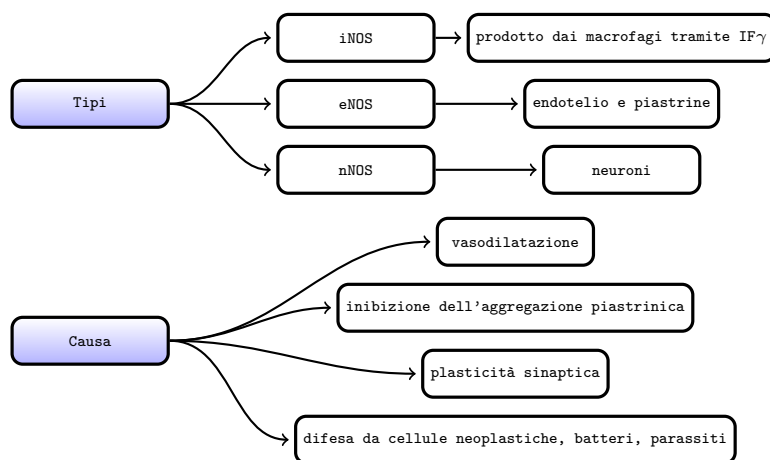 Tipi
iNOS
prodotto dai macrofagi tramite IFγ
eNOS
endotelio e piastrine
nNOS
neuroni
Causa
vasodilatazione
inibizione dell'aggregazione piastrinica
plasticità sinaptica
difesa da cellule neoplastiche, batteri, parassiti